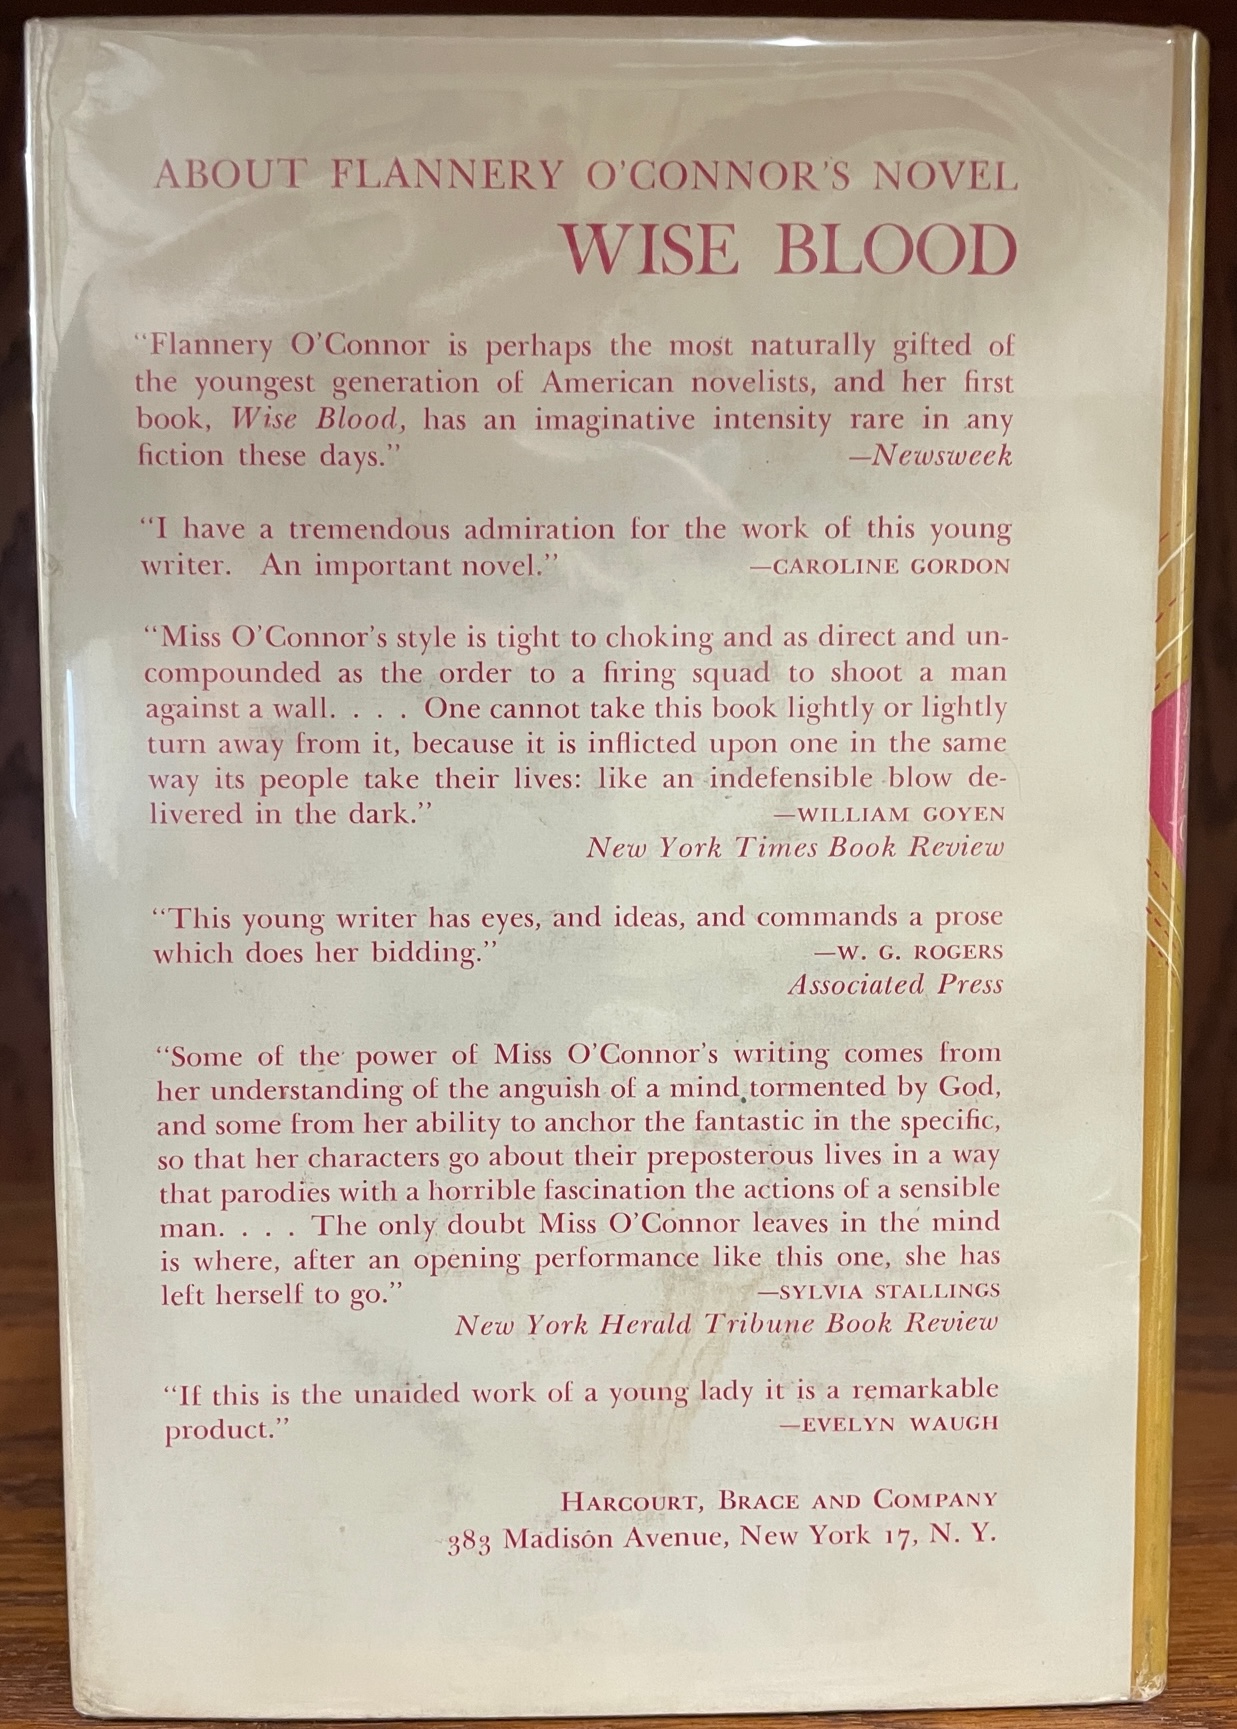 ABOUT FLANNERY O'CONNOR'S NOVEL
WISE BLOOD
“Flannery O'Connor is perhaps the most naturally gifted of
the youngest generation of American novelists, and her first
book, Wise Blood, has an imaginative intensity rare in any
fiction these days.” —Newsweek
“I have a tremendous admiration for the work of this young
writer. An important novel.” —CAROLINE GORDON
“Miss O'Connor's style is tight to choking and as direct and un-
compounded as the order to a firing squad to shoot a man
against a wall. . . . One cannot take this book lightly or lightly
turn away from it, because it is inflicted upon one in the same
way its people take their lives: like an indefensible blow de-
livered in the dark.” —WILLIAM GOYEN
New York Times Book Review
“This young writer has eyes, and ideas, and commands a prose
which does her bidding.” —W. G. ROGERS
Associated Press
“Some of the power of Miss O'Connor's writing comes from
her understanding of the anguish of a mind tormented by God,
and some from her ability to anchor the fantastic in the specific,
so that her characters go about their preposterous lives in a way
that parodies with a horrible fascination the actions of a sensible
man. . . . The only doubt Miss O'Connor leaves in the mind
is where, after an opening performance like this one, she has
left herself to go.” —SYLVIA STALLINGS
New York Herald Tribune Book Review
“If this is the unaided work of a young lady it is a remarkable
product.” —EVELYN WAUGH
HARCOURT, BRACE AND COMPANY
383 Madison Avenue, New York 17, N. Y.